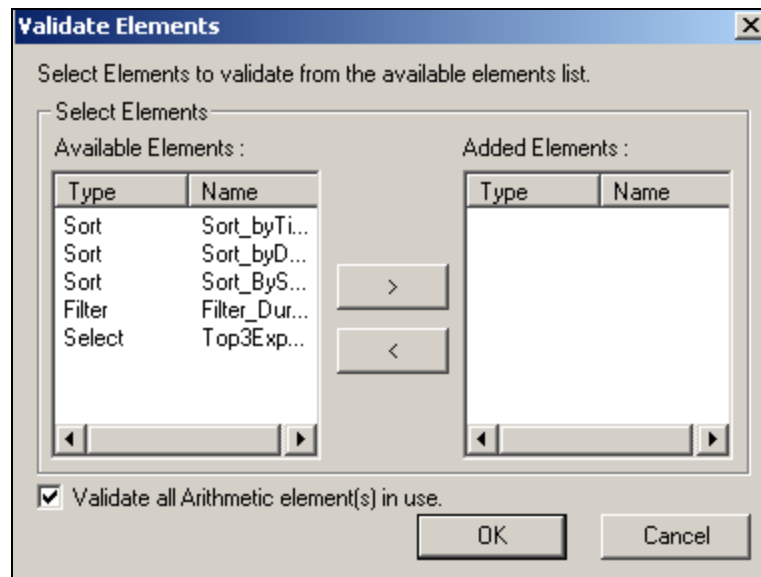 Validate Elements
Select Elements to validate from the available elements list.
Select Elements
Available Elements :
Added Elements :
Type Name
Sort Sort_byTi...
Sort Sort_byD...
Sort Sort_ByS...
Filter Filter_Dur...
Select Top3Exp...
Type Name
>
<
Validate all Arithmetic element(s) in use.
OK
Cancel